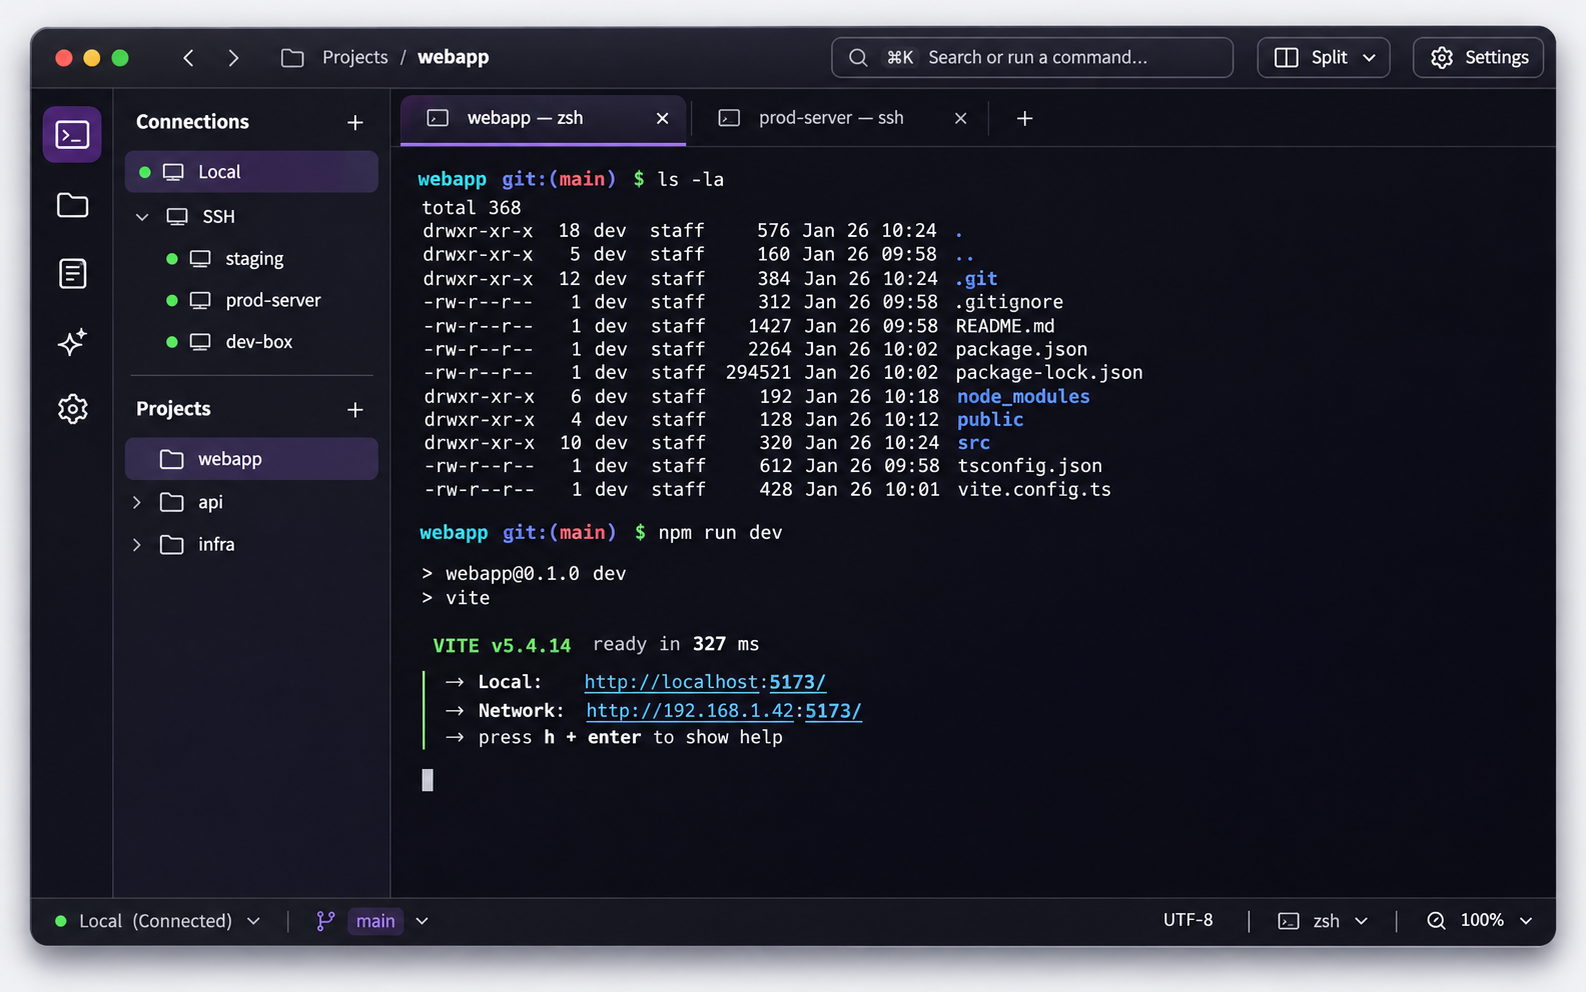 Projects / webapp
⌘K Search or run a command...
Split
Settings
Connections +
Local
SSH
staging
prod-server
dev-box
Projects +
webapp
api
infra
webapp — zsh
prod-server — ssh
webapp git:(main) $ ls -la
total 368
drwxr-xr-x 18 dev staff 576 Jan 26 10:24 .
drwxr-xr-x 5 dev staff 160 Jan 26 09:58 ..
drwxr-xr-x 12 dev staff 384 Jan 26 10:24 .git
-rw-r--r-- 1 dev staff 312 Jan 26 09:58 .gitignore
-rw-r--r-- 1 dev staff 1427 Jan 26 09:58 README.md
-rw-r--r-- 1 dev staff 2264 Jan 26 10:02 package.json
-rw-r--r-- 1 dev staff 294521 Jan 26 10:02 package-lock.json
drwxr-xr-x 6 dev staff 192 Jan 26 10:18 node_modules
drwxr-xr-x 4 dev staff 128 Jan 26 10:12 public
drwxr-xr-x 10 dev staff 320 Jan 26 10:24 src
-rw-r--r-- 1 dev staff 612 Jan 26 09:58 tsconfig.json
-rw-r--r-- 1 dev staff 428 Jan 26 10:01 vite.config.ts
webapp git:(main) $ npm run dev
> webapp@0.1.0 dev
> vite
VITE v5.4.14 ready in 327 ms
→ Local: http://localhost:5173/
→ Network: http://192.168.1.42:5173/
→ press h + enter to show help
Local (Connected)
main
UTF-8
zsh
100%